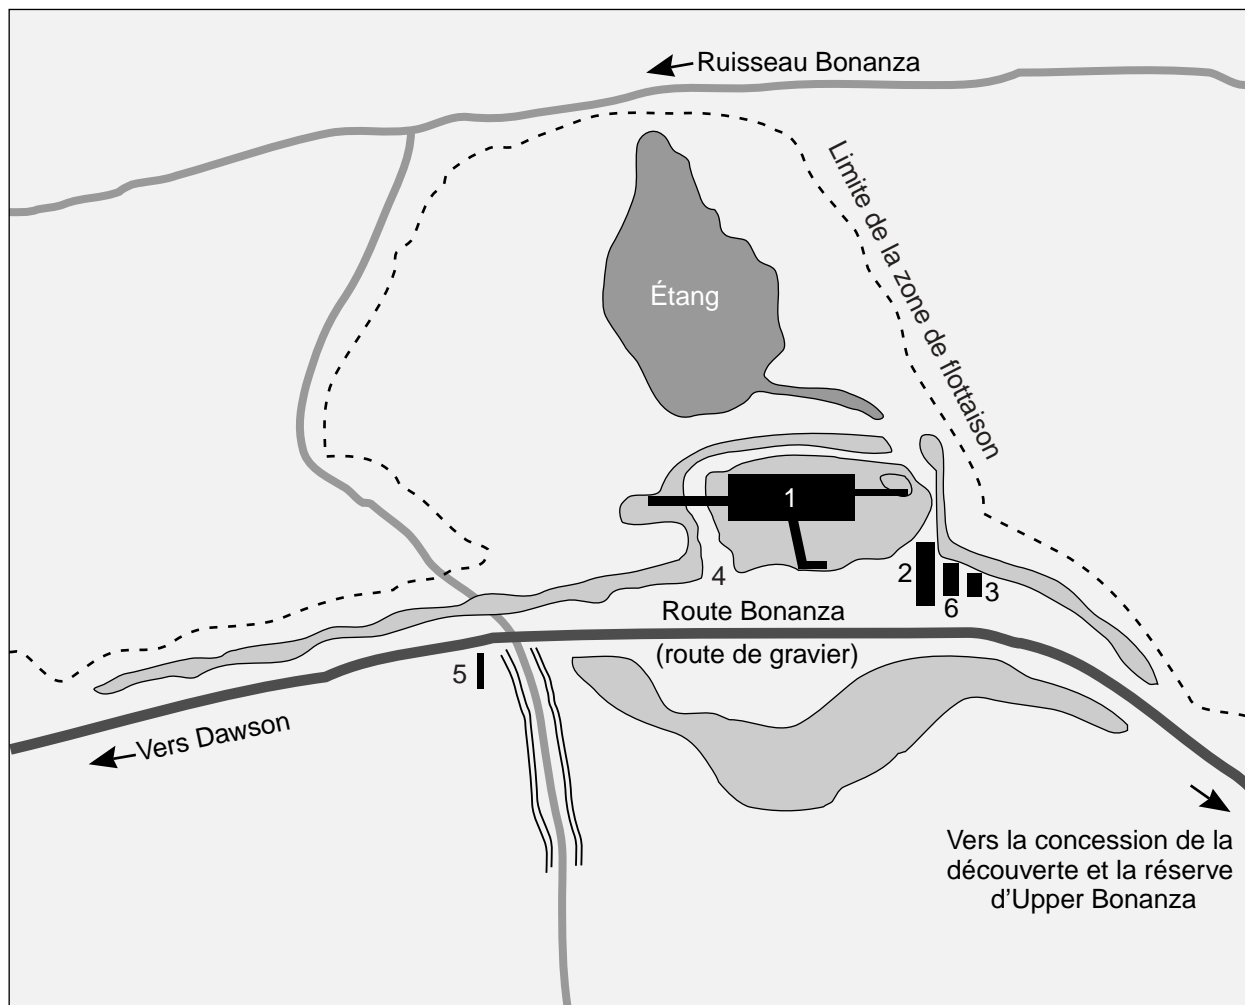 Ruisseau Bonanza
Limite de la zone de flottaison
Étang
1
2
6
3
4
Route Bonanza
(route de gravier)
5
Vers Dawson
Vers la concession de la
découverte et la réserve
d’Upper Bonanza